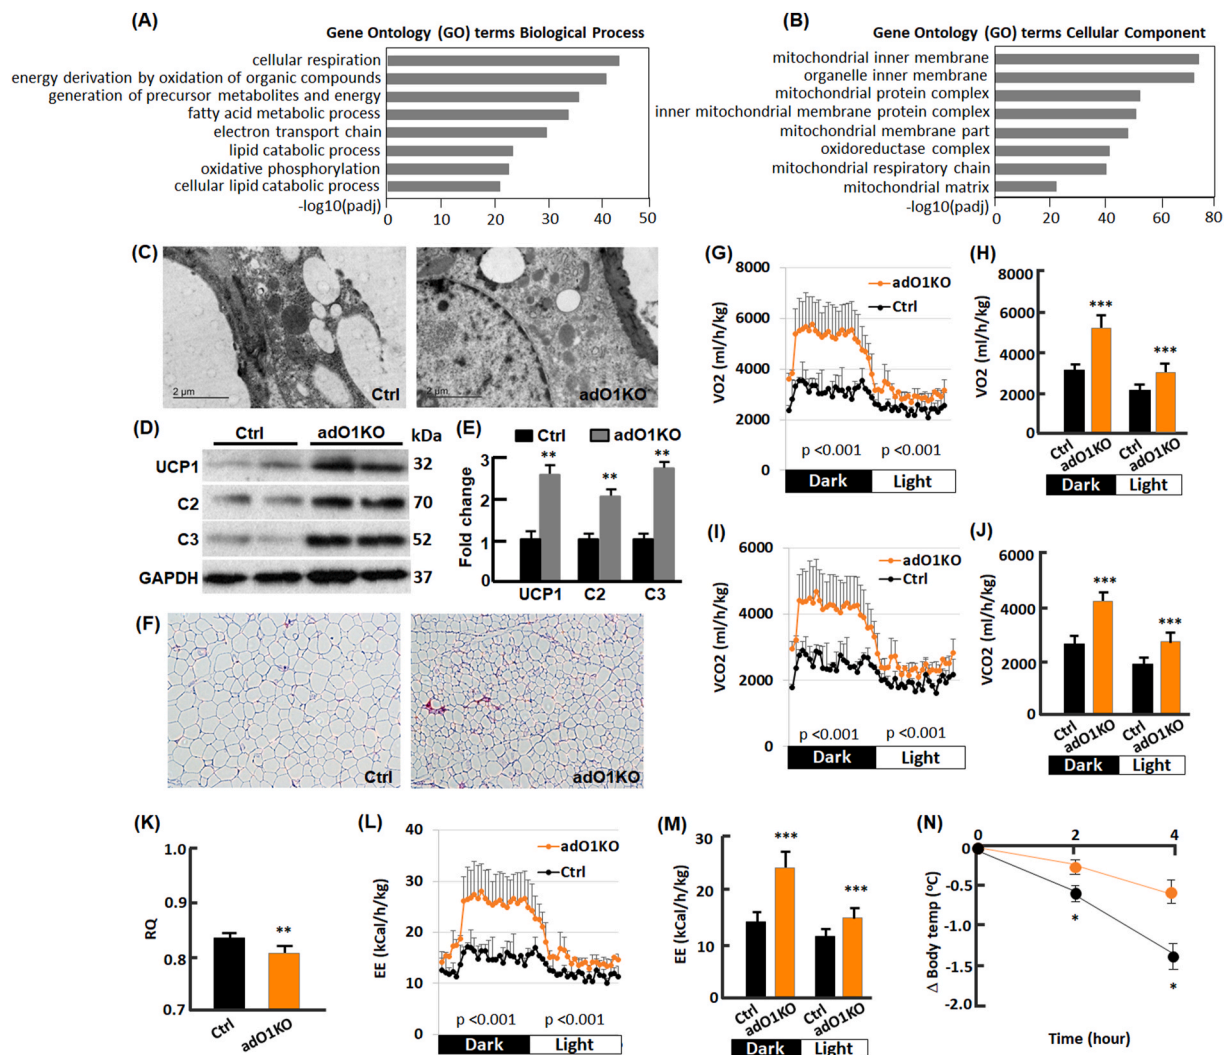 (A)
Gene Ontology (GO) terms Biological Process
cellular respiration
energy derivation by oxidation of organic compounds
generation of precursor metabolites and energy
fatty acid metabolic process
electron transport chain
lipid catabolic process
oxidative phosphorylation
cellular lipid catabolic process
-log10(padj)
0 10 20 30 40 50
(B)
Gene Ontology (GO) terms Cellular Component
mitochondrial inner membrane
organelle inner membrane
mitochondrial protein complex
inner mitochondrial membrane protein complex
mitochondrial membrane part
oxidoreductase complex
mitochondrial respiratory chain
mitochondrial matrix
-log10(padj)
0 20 40 60 80
(C)
2 µm
Ctrl
2 µm
adO1KO
(D)
Ctrl adO1KO kDa
UCP1 32
C2 70
C3 52
GAPDH 37
(E)
Ctrl adO1KO
Fold change
3
2
1
0
** ** **
UCP1 C2 C3
(F)
Ctrl
adO1KO
(G)
VO2 (ml/h/kg)
8000
6000
4000
2000
0
adO1KO
Ctrl
p <0.001 p <0.001
Dark Light
(H)
VO2 (ml/h/kg)
8000
6000
4000
2000
0
*** ***
Ctrl adO1KO Ctrl adO1KO
Dark Light
(I)
VCO2 (ml/h/kg)
6000
4000
2000
0
adO1KO
Ctrl
p <0.001 p <0.001
Dark Light
(J)
VCO2 (ml/h/kg)
6000
4000
2000
0
*** ***
Ctrl adO1KO Ctrl adO1KO
Dark Light
(K)
RQ
1.0
0.9
0.8
0.7
**
Ctrl adO1KO
(L)
EE (kCal/h/kg)
40
30
20
10
0
adO1KO
Ctrl
p <0.001 p <0.001
Dark Light
(M)
EE (kCal/h/kg)
30
20
10
0
*** ***
Ctrl adO1KO Ctrl adO1KO
Dark Light
(N)
0 2 4
Δ Body temp (°C)
0
-0.5
-1.0
-1.5
-2.0
*
*
Time (hour)